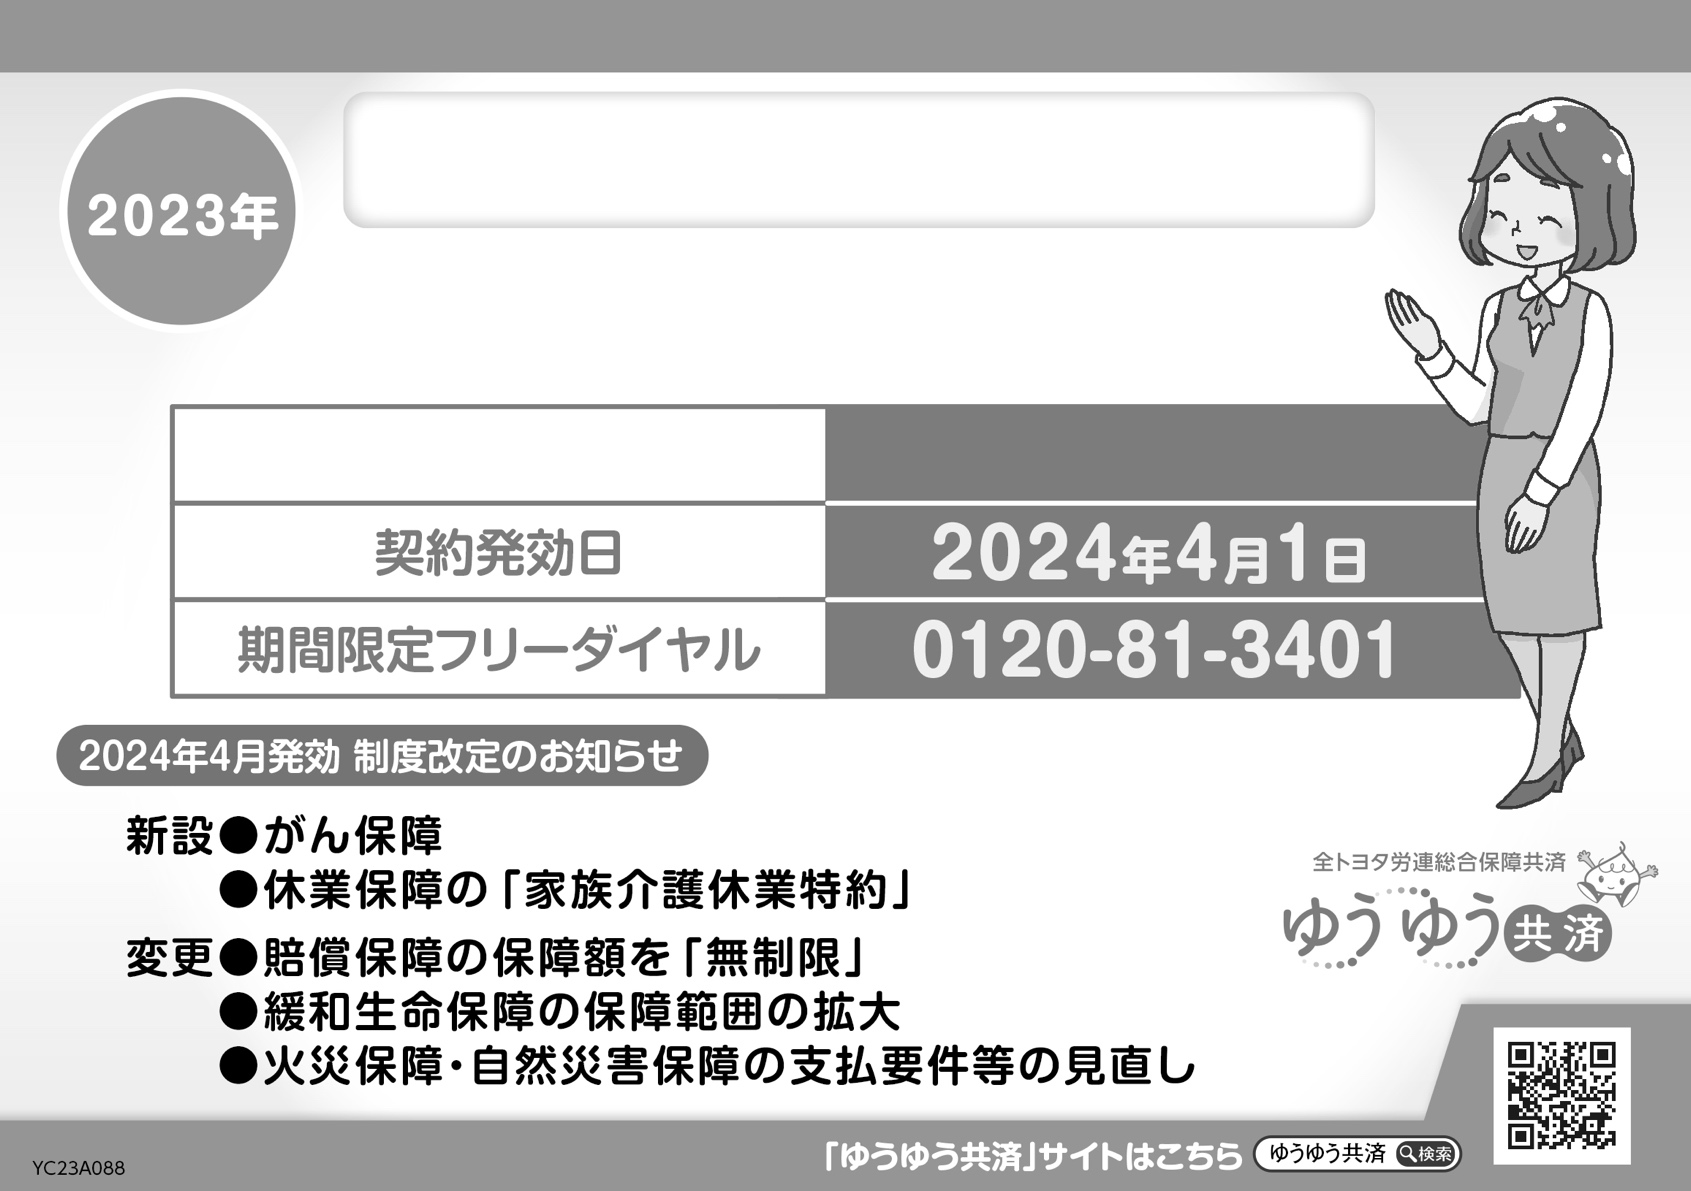 2023年
契約発効日 2024年4月1日
期間限定フリーダイヤル 0120-81-3401
2024年4月発効 制度改定のお知らせ
新設●がん保障
●休業保障の「家族介護休業特約」
変更●賠償保障の保障額を「無制限」
●緩和生命保障の保障範囲の拡大
●火災保障・自然災害保障の支払要件等の見直し
全トヨタ労連総合保障共済
ゆうゆう共済
「ゆうゆう共済」サイトはこちら ゆうゆう共済 検索
YC23A088